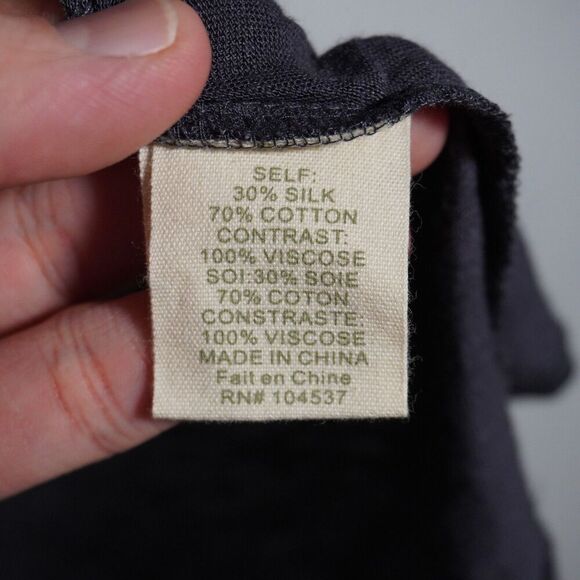 SELF:
30% SILK
70% COTTON
CONTRAST:
100% VISCOSE
SOI:30% SOIE
70% COTON
CONSTRASTE:
100% VISCOSE
MADE IN CHINA
Fait en Chine
RN# 104537